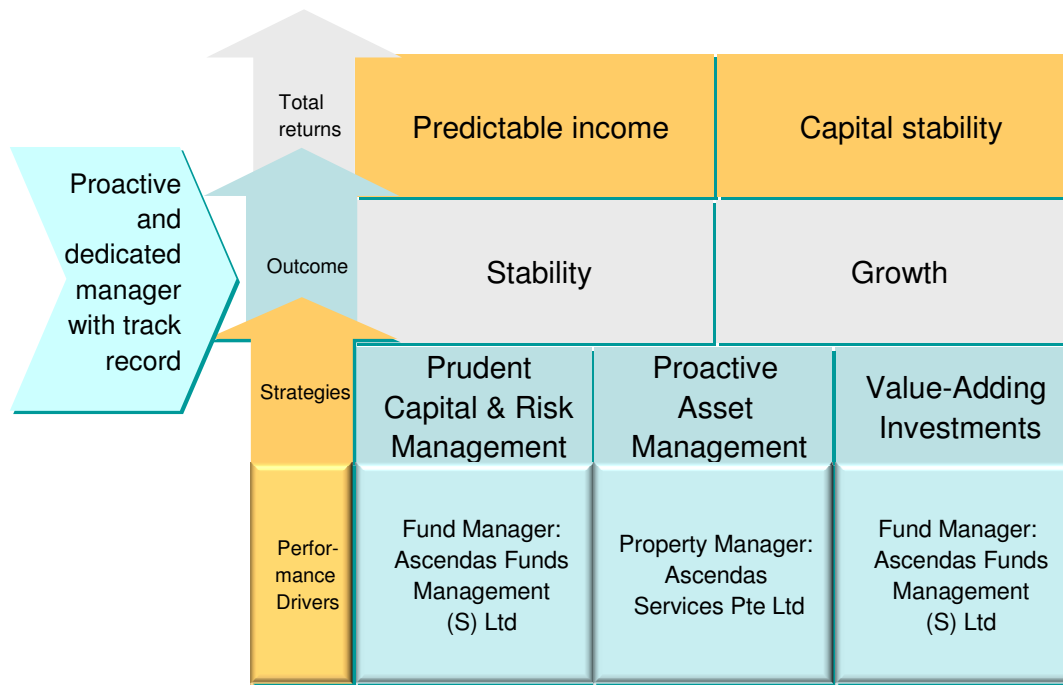 Total
returns
Predictable income
Capital stability
Proactive
and
dedicated
manager
with track
record
Outcome
Stability
Growth
Strategies
Prudent
Capital & Risk
Management
Proactive
Asset
Management
Value-Adding
Investments
Perfor-
mance
Drivers
Fund Manager:
Ascendas Funds
Management
(S) Ltd
Property Manager:
Ascendas
Services Pte Ltd
Fund Manager:
Ascendas Funds
Management
(S) Ltd